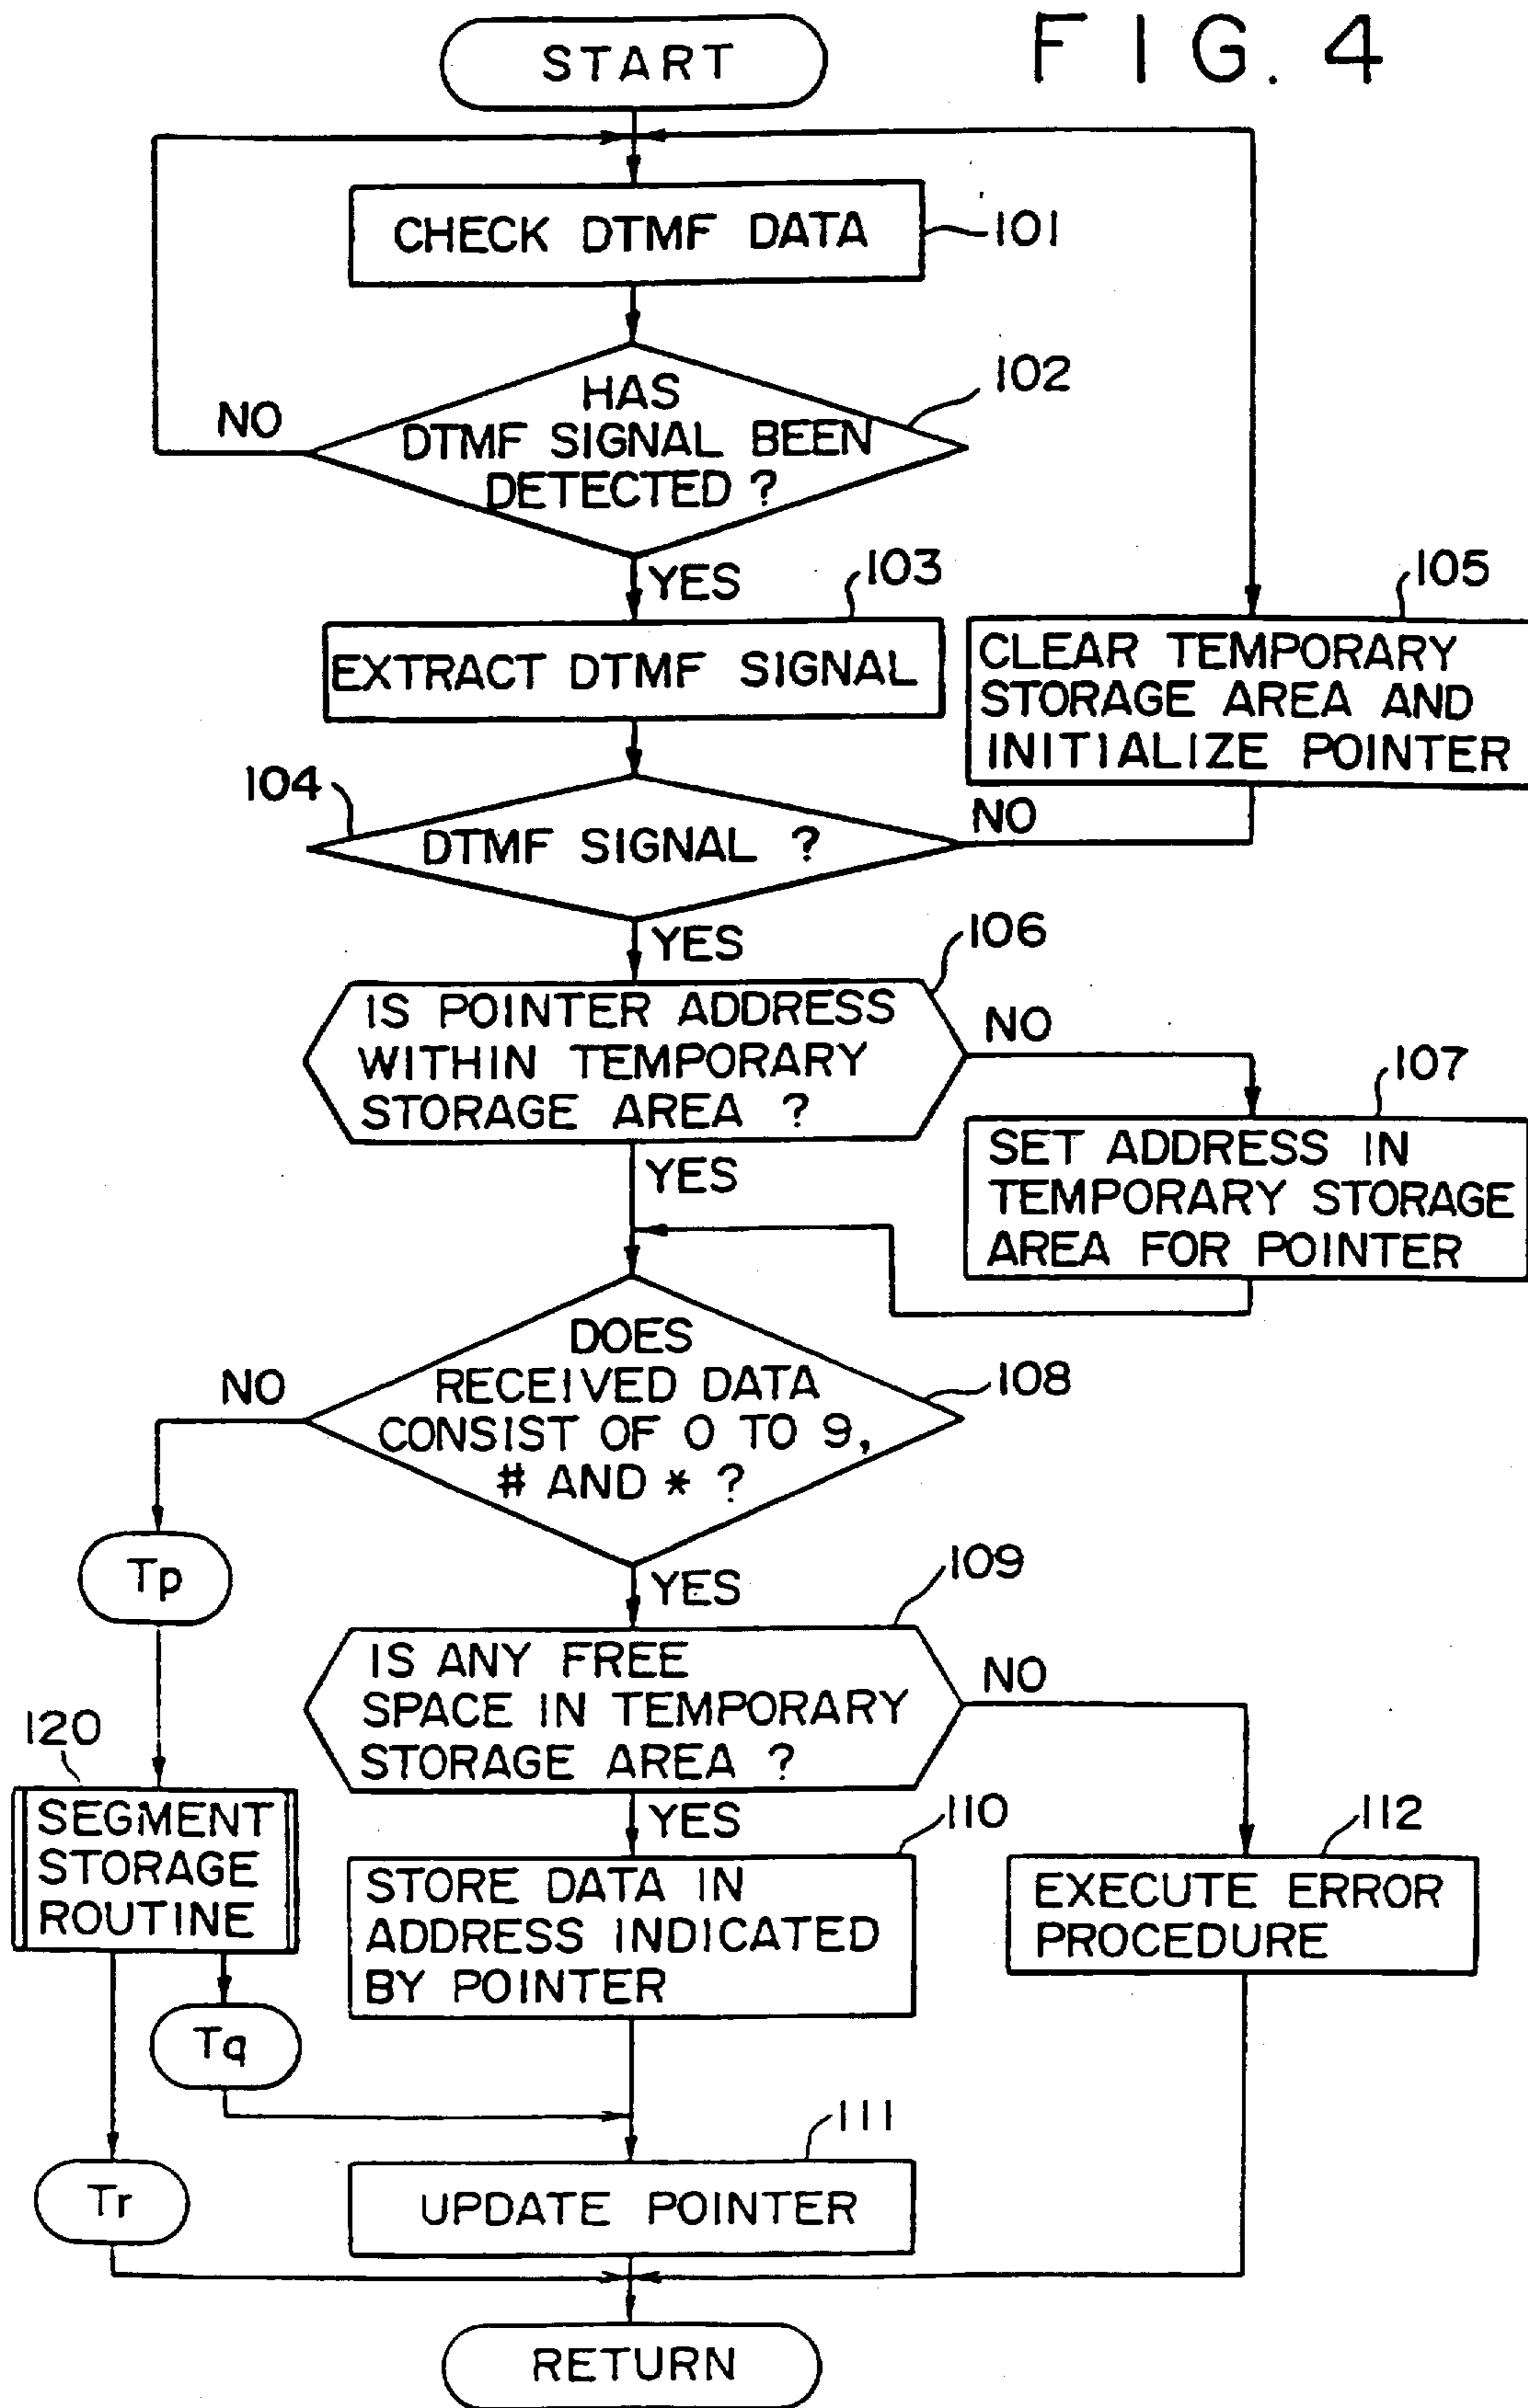 FIG. 4
START
CHECK DTMF DATA
101
HAS
DTMF SIGNAL BEEN
DETECTED ?
102
NO
YES
103
EXTRACT DTMF SIGNAL
105
CLEAR TEMPORARY
STORAGE AREA AND
INITIALIZE POINTER
104
DTMF SIGNAL ?
NO
YES
106
IS POINTER ADDRESS
WITHIN TEMPORARY
STORAGE AREA ?
NO
107
SET ADDRESS IN
TEMPORARY STORAGE
AREA FOR POINTER
YES
DOES
RECEIVED DATA
CONSIST OF 0 TO 9,
# AND * ?
108
NO
Tp
YES
109
IS ANY FREE
SPACE IN TEMPORARY
STORAGE AREA ?
NO
120
SEGMENT
STORAGE
ROUTINE
YES
110
STORE DATA IN
ADDRESS INDICATED
BY POINTER
112
EXECUTE ERROR
PROCEDURE
Tq
111
UPDATE POINTER
Tr
RETURN